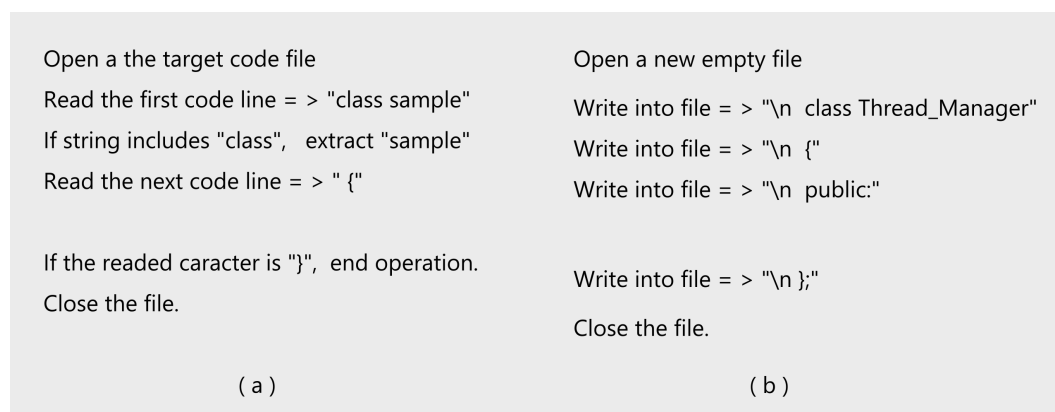 Open a the target code file
Read the first code line = > "class sample"
If string includes "class", extract "sample"
Read the next code line = > " {"
If the readed caracter is "}", end operation.
Close the file.
( a )
Open a new empty file
Write into file = > "\n class Thread_Manager"
Write into file = > "\n {"
Write into file = > "\n public:"
Write into file = > "\n };"
Close the file.
( b )